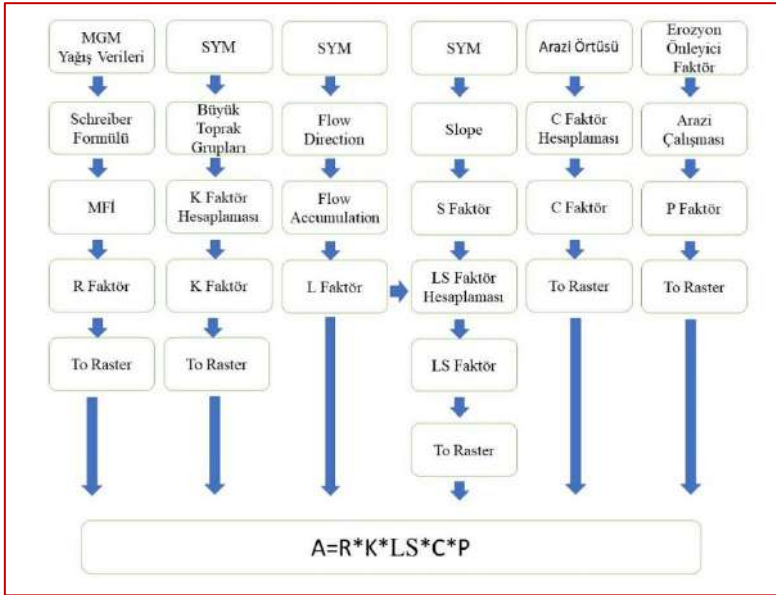 MGM
Yağış Verileri
SYM
SYM
SYM
Arazi Örtüsü
Erozyon
Önleyici
Faktör
Schreiber
Formülü
Büyük
Toprak
Grupları
Flow
Direction
Slope
C Faktör
Hesaplaması
Arazi
Çalışması
MFİ
K Faktör
Hesaplaması
Flow
Accumulation
S Faktör
C Faktör
P Faktör
R Faktör
K Faktör
L Faktör
LS Faktör
Hesaplaması
To Raster
To Raster
To Raster
To Raster
LS Faktör
To Raster
A=R*K*LS*C*P